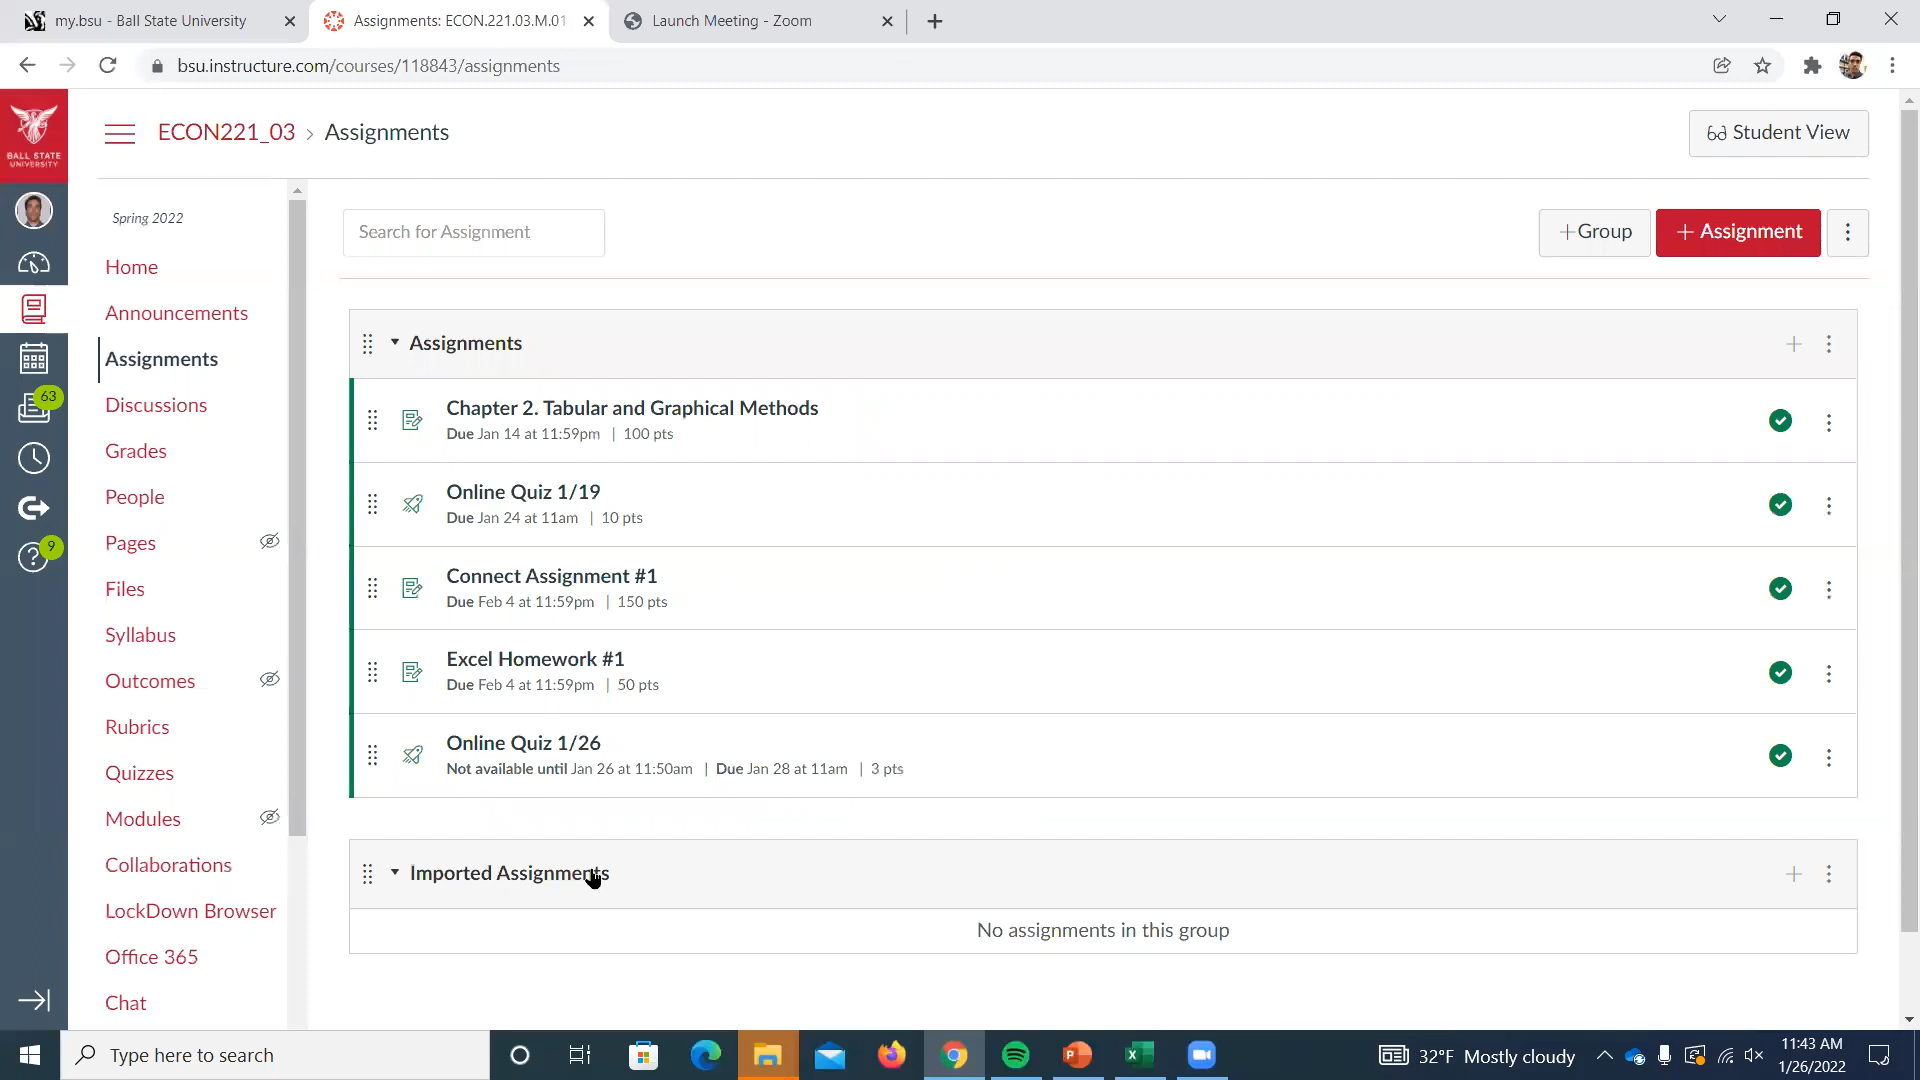 my.bsu - Ball State University
Assignments: ECON.221.03.M.01
Launch Meeting - Zoom
bsu.instructure.com/courses/118843/assignments
BALL STATE
UNIVERSITY
ECON221_03 › Assignments
Student View
Spring 2022
Search for Assignment
+Group
+ Assignment
Home
Announcements
Assignments
Discussions
Grades
People
Pages
Files
Syllabus
Outcomes
Rubrics
Quizzes
Modules
Collaborations
LockDown Browser
Office 365
Chat
63
9
Assignments
Chapter 2. Tabular and Graphical Methods
Due Jan 14 at 11:59pm | 100 pts
Online Quiz 1/19
Due Jan 24 at 11am | 10 pts
Connect Assignment #1
Due Feb 4 at 11:59pm | 150 pts
Excel Homework #1
Due Feb 4 at 11:59pm | 50 pts
Online Quiz 1/26
Not available until Jan 26 at 11:50am | Due Jan 28 at 11am | 3 pts
Imported Assignments
No assignments in this group
Type here to search
32°F Mostly cloudy
11:43 AM
1/26/2022